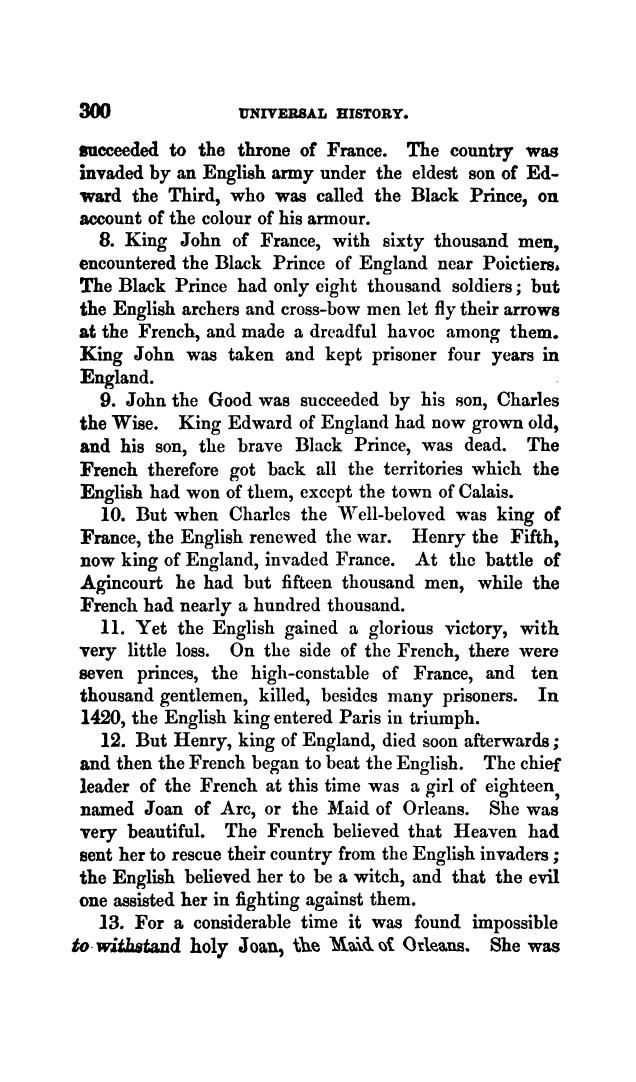 300 UNIVERSAL HISTORY.
succeeded to the throne of France. The country was
invaded by an English army under the eldest son of Ed-
ward the Third, who was called the Black Prince, on
account of the colour of his armour.
8. King John of France, with sixty thousand men,
encountered the Black Prince of England near Poictiers.
The Black Prince had only eight thousand soldiers; but
the English archers and cross-bow men let fly their arrows
at the French, and made a dreadful havoc among them.
King John was taken and kept prisoner four years in
England.
9. John the Good was succeeded by his son, Charles
the Wise. King Edward of England had now grown old,
and his son, the brave Black Prince, was dead. The
French therefore got back all the territories which the
English had won of them, except the town of Calais.
10. But when Charles the Well-beloved was king of
France, the English renewed the war. Henry the Fifth,
now king of England, invaded France. At the battle of
Agincourt he had but fifteen thousand men, while the
French had nearly a hundred thousand.
11. Yet the English gained a glorious victory, with
very little loss. On the side of the French, there were
seven princes, the high-constable of France, and ten
thousand gentlemen, killed, besides many prisoners. In
1420, the English king entered Paris in triumph.
12. But Henry, king of England, died soon afterwards;
and then the French began to beat the English. The chief
leader of the French at this time was a girl of eighteen,
named Joan of Arc, or the Maid of Orleans. She was
very beautiful. The French believed that Heaven had
sent her to rescue their country from the English invaders;
the English believed her to be a witch, and that the evil
one assisted her in fighting against them.
13. For a considerable time it was found impossible
to withstand holy Joan, the Maid of Orleans. She was